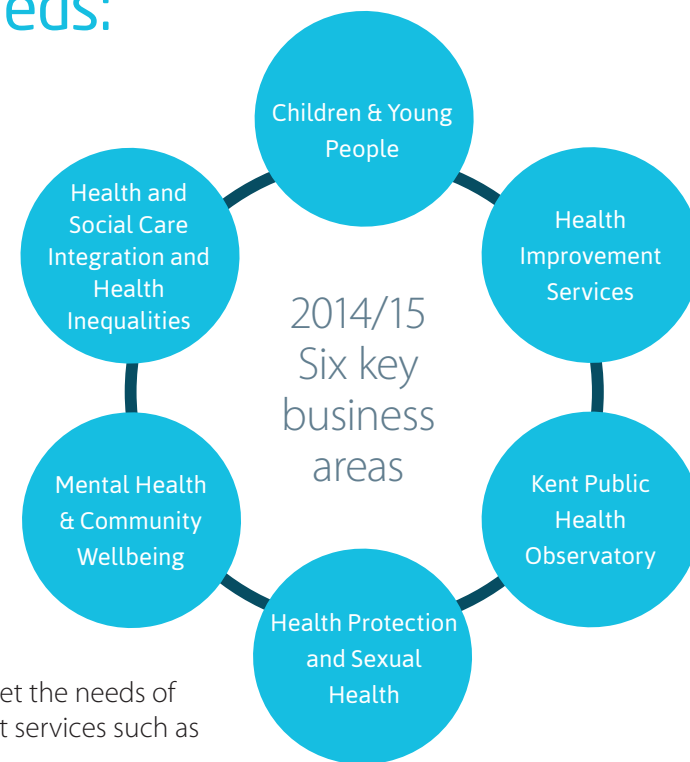 eeds:
Children & Young
People
Health
Improvement
Services
Kent Public
Health
Observatory
Health Protection
and Sexual
Health
Mental Health
& Community
Wellbeing
Health and
Social Care
Integration and
Health
Inequalities
2014/15
Six key
business
areas
et the needs of
t services such as